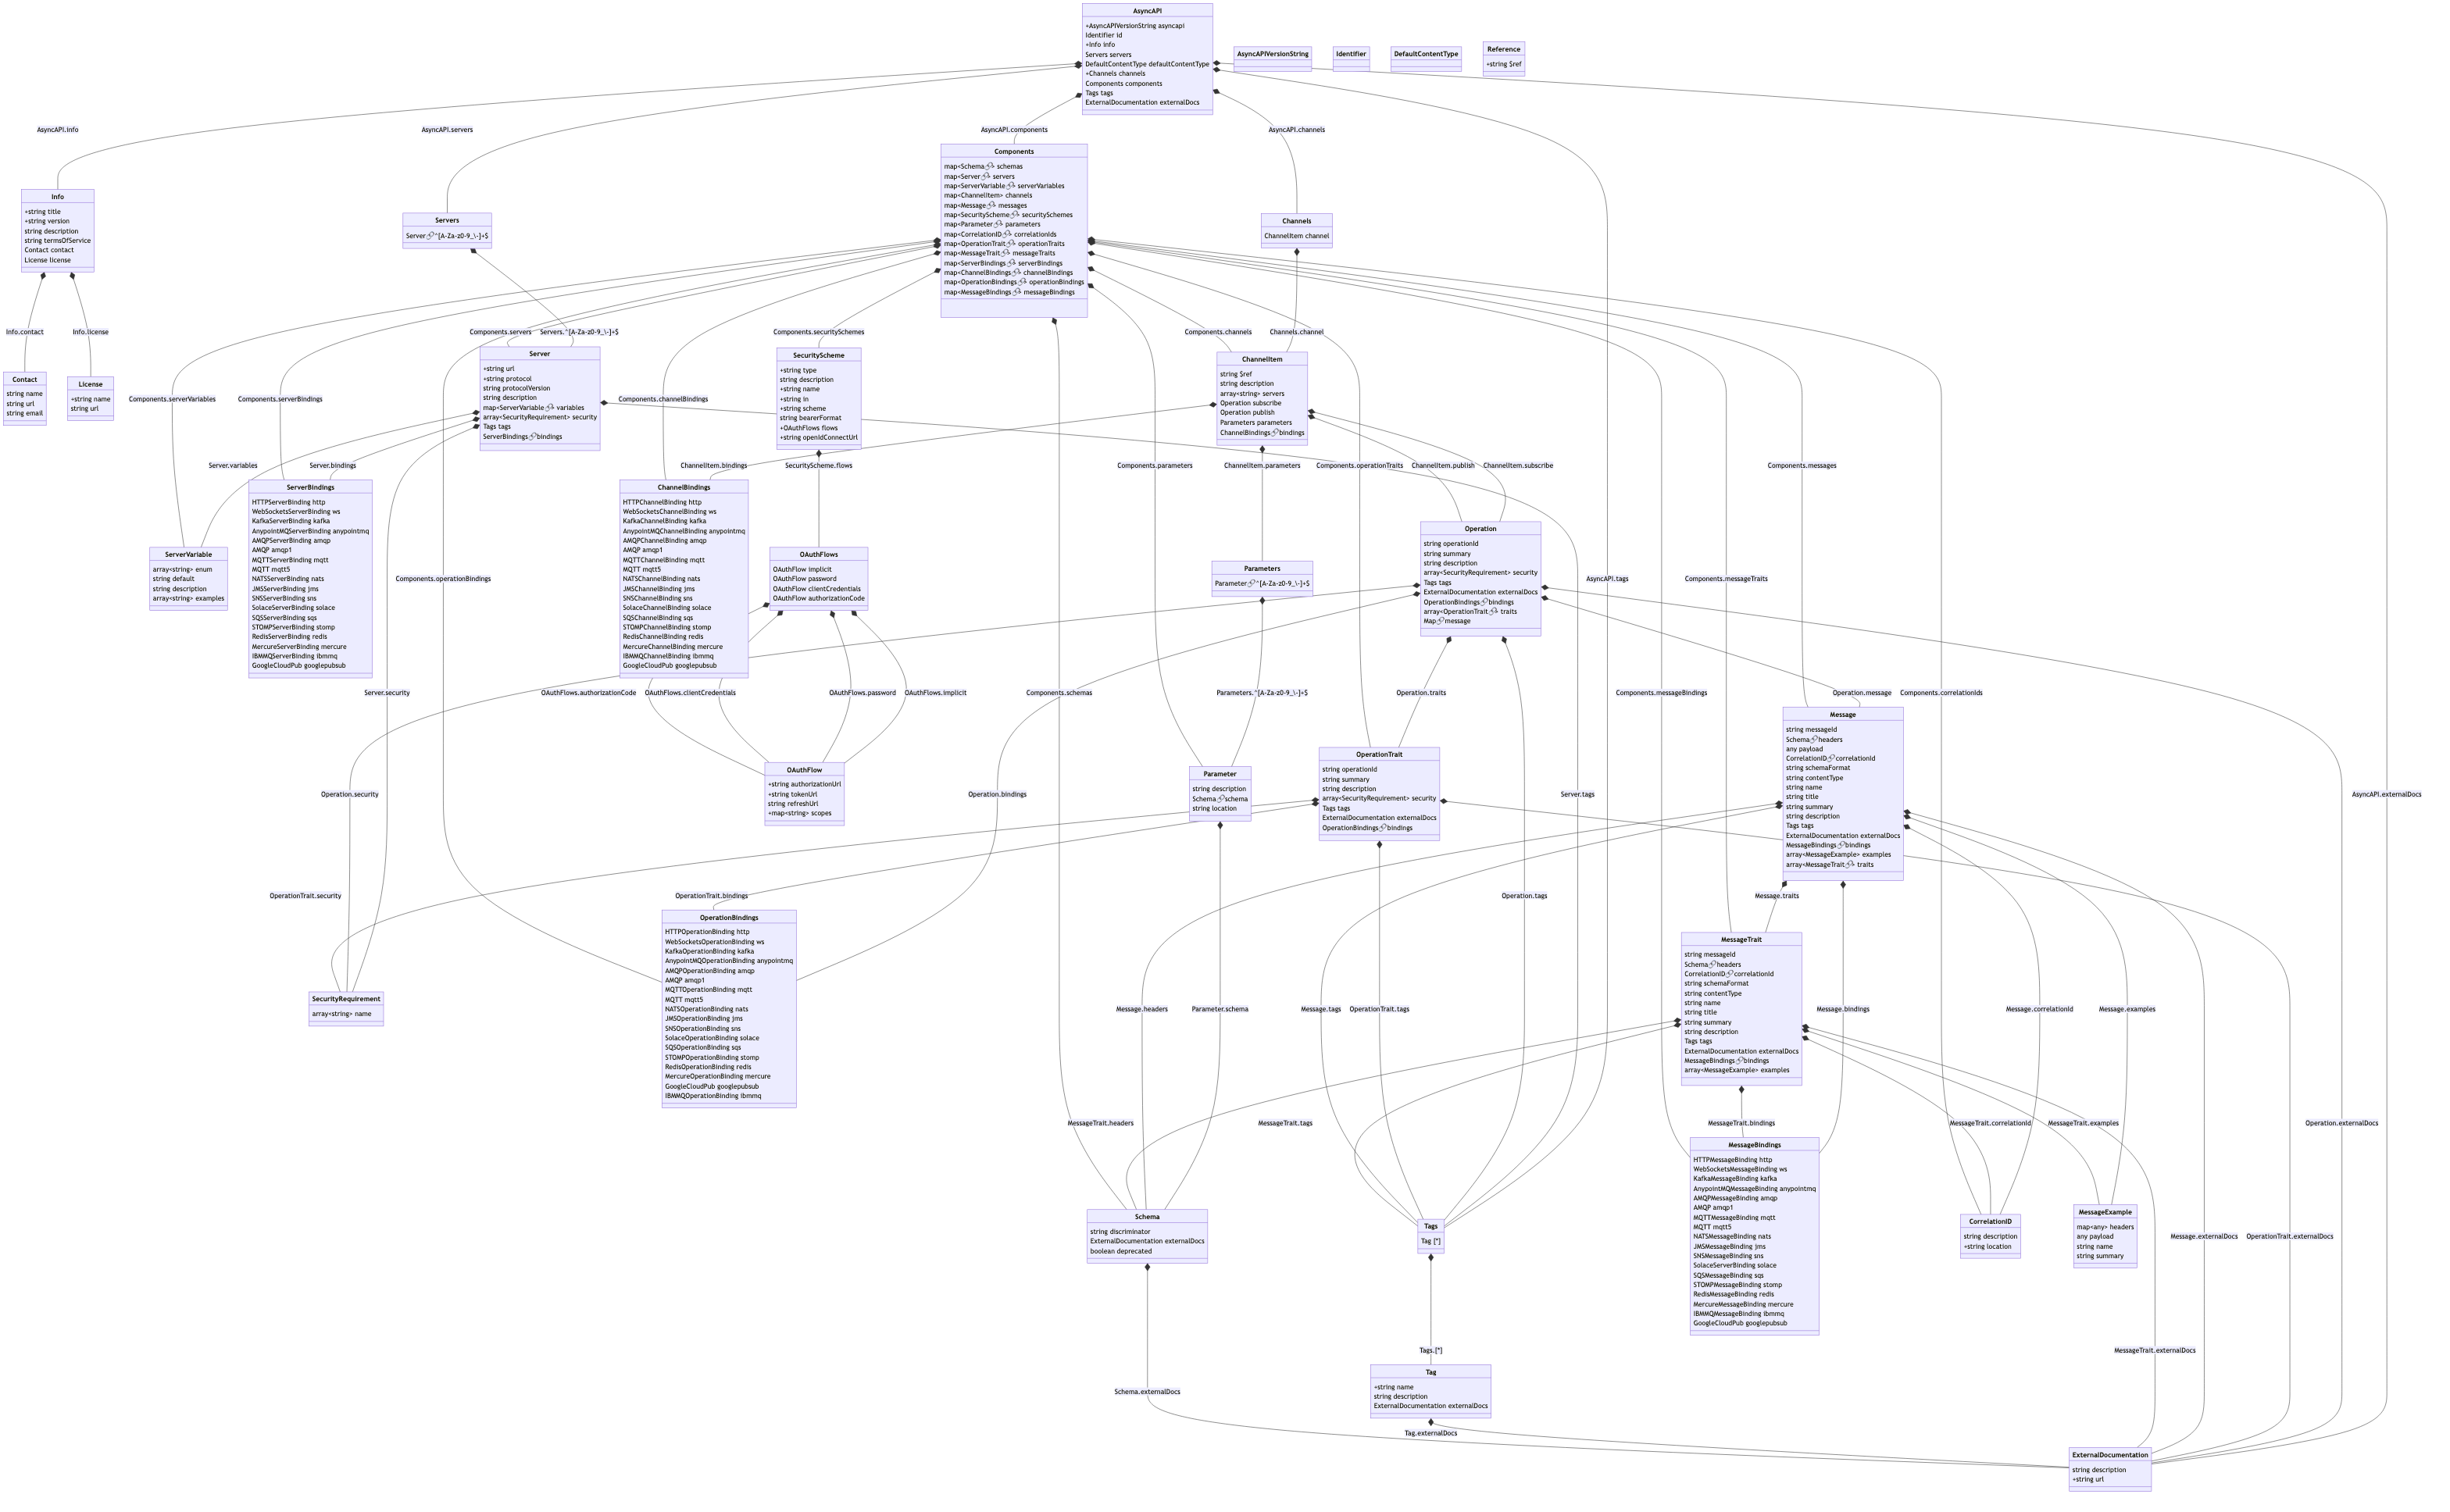 AsyncAPI
+AsyncAPIVersionString asyncapi
Identifier id
+Info info
Servers servers
DefaultContentType defaultContentType
+Channels channels
Components components
Tags tags
ExternalDocumentation externalDocs
AsyncAPIVersionString
Identifier
DefaultContentType
Reference
+string $ref
AsyncAPI.info
AsyncAPI.servers
AsyncAPI.components
AsyncAPI.channels
Components
map<Schema🔗> schemas
map<Server🔗> servers
map<ServerVariable🔗> serverVariables
map<ChannelItem> channels
map<Message🔗> messages
map<SecurityScheme🔗> securitySchemes
map<Parameter🔗> parameters
map<CorrelationID🔗> correlationIds
map<OperationTrait🔗> operationTraits
map<MessageTrait🔗> messageTraits
map<ServerBindings🔗> serverBindings
map<ChannelBindings🔗> channelBindings
map<OperationBindings🔗> operationBindings
map<MessageBindings🔗> messageBindings
Info
+string title
+string version
string description
string termsOfService
Contact contact
License license
Servers
Server🔗^[A-Za-z0-9_\-]+$
Channels
ChannelItem channel
Info.contact
Info.license
Components.servers
Servers.^[A-Za-z0-9_\-]+$
Components.securitySchemes
Components.channels
Channels.channel
Contact
string name
string url
string email
License
+string name
string url
Components.serverVariables
Components.serverBindings
Server
+string url
+string protocol
string protocolVersion
string description
map<ServerVariable🔗> variables
array<SecurityRequirement> security
Tags tags
ServerBindings🔗bindings
Components.channelBindings
SecurityScheme
+string type
string description
+string name
+string in
+string scheme
string bearerFormat
+OAuthFlows flows
+string openIdConnectUrl
ChannelItem
string $ref
description
array<string> servers
Operation subscribe
Operation publish
Parameters parameters
ChannelBindings🔗bindings
Server.variables
Server.bindings
ChannelItem.bindings
SecurityScheme.flows
Components.parameters
ChannelItem.parameters
Components.operationTraits
ChannelItem.publish
ChannelItem.subscribe
Components.messages
ServerBindings
HTTPServerBinding http
WebSocketsServerBinding ws
KafkaServerBinding kafka
AnypointMQServerBinding anypointmq
AMQPServerBinding amqp
AMQP amqp1
MQTTServerBinding mqtt
MQTT mqtt5
NATSServerBinding nats
JMSServerBinding jms
SNSServerBinding sns
SolaceServerBinding solace
SQSServerBinding sqs
STOMPServerBinding stomp
RedisServerBinding redis
MercureServerBinding mercure
IBMMQServerBinding ibmmq
GoogleCloudPub googlepubsub
ChannelBindings
HTTPChannelBinding http
WebSocketsChannelBinding ws
KafkaChannelBinding kafka
AnypointMQChannelBinding anypointmq
AMQPChannelBinding amqp
AMQP amqp1
MQTTChannelBinding mqtt
MQTT mqtt5
NATSChannelBinding nats
JMSChannelBinding jms
SNSChannelBinding sns
SolaceChannelBinding solace
SQSChannelBinding sqs
STOMPChannelBinding stomp
RedisChannelBinding redis
MercureChannelBinding mercure
IBMMQChannelBinding ibmmq
GoogleCloudPub googlepubsub
ServerVariable
array<string> enum
string default
string description
array<string> examples
Components.operationBindings
OAuthFlows
OAuthFlow implicit
OAuthFlow password
OAuthFlow clientCredentials
OAuthFlow authorizationCode
Parameters
Parameter🔗^[A-Za-z0-9_\-]+$
Operation
string operationId
string summary
string description
array<SecurityRequirement> security
Tags tags
ExternalDocumentation externalDocs
OperationBindings🔗bindings
array<OperationTrait🔗> traits
Map🔗message
AsyncAPI.tags
Components.messageTraits
Server.security
OAuthFlows.authorizationCode
OAuthFlows.clientCredentials
OAuthFlows.password
OAuthFlows.implicit
Components.schemas
Parameters.^[A-Za-z0-9_\-]+$
Operation.traits
Components.messageBindings
Operation.message
Components.correlationIds
Message
string messageId
Schema🔗headers
any payload
CorrelationID🔗correlationId
string schemaFormat
string contentType
string name
string title
string summary
string description
Tags tags
ExternalDocumentation externalDocs
MessageBindings🔗bindings
array<MessageExample> examples
array<MessageTrait🔗> traits
Operation.security
OAuthFlow
+string authorizationUrl
+string tokenUrl
string refreshUrl
+map<string> scopes
Operation.bindings
Parameter
string description
Schema🔗schema
string location
OperationTrait
string operationId
string summary
string description
array<SecurityRequirement> security
Tags tags
ExternalDocumentation externalDocs
OperationBindings🔗bindings
Server.tags
AsyncAPI.externalDocs
OperationTrait.security
OperationTrait.bindings
Operation.tags
Message.traits
OperationBindings
HTTPOperationBinding http
WebSocketsOperationBinding ws
KafkaOperationBinding kafka
AnypointMQOperationBinding anypointmq
AMQPOperationBinding amqp
AMQP amqp1
MQTTOperationBinding mqtt
MQTT mqtt5
NATSOperationBinding nats
JMSOperationBinding jms
SNSOperationBinding sns
SolaceOperationBinding solace
SQSOperationBinding sqs
STOMPOperationBinding stomp
RedisOperationBinding redis
MercureOperationBinding mercure
GoogleCloudPub googlepubsub
IBMMQOperationBinding ibmmq
SecurityRequirement
array<string> name
Message.headers
Parameter.schema
Message.tags
OperationTrait.tags
MessageTrait
string messageId
Schema🔗headers
CorrelationID🔗correlationId
string schemaFormat
string contentType
string name
string title
string summary
string description
Tags tags
ExternalDocumentation externalDocs
MessageBindings🔗bindings
array<MessageExample> examples
Message.bindings
Message.correlationId
Message.examples
MessageTrait.headers
MessageTrait.tags
MessageTrait.bindings
MessageTrait.correlationId
MessageTrait.examples
Operation.externalDocs
MessageBindings
HTTPMessageBinding http
WebSocketsMessageBinding ws
KafkaMessageBinding kafka
AnypointMQMessageBinding anypointmq
AMQPMessageBinding amqp
AMQP amqp1
MQTTMessageBinding mqtt
MQTT mqtt5
NATSMessageBinding nats
JMSMessageBinding jms
SNSMessageBinding sns
SolaceServerBinding solace
SQSMessageBinding sqs
STOMPMessageBinding stomp
RedisMessageBinding redis
MercureMessageBinding mercure
IBMMQMessageBinding ibmmq
GoogleCloudPub googlepubsub
Schema
string discriminator
ExternalDocumentation externalDocs
boolean deprecated
Tags
Tag [*]
CorrelationID
string description
+string location
MessageExample
map<any> headers
any payload
string name
string summary
Message.externalDocs
OperationTrait.externalDocs
Tags.[*]
MessageTrait.externalDocs
Tag
+string name
string description
ExternalDocumentation externalDocs
Schema.externalDocs
Tag.externalDocs
ExternalDocumentation
string description
+string url